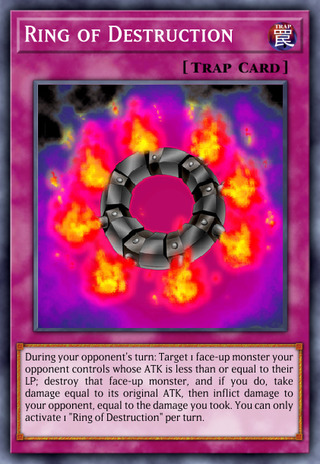 Ring of Destruction
TRAP
罠
[Trap Card]
During your opponent's turn: Target 1 face-up monster your
opponent controls whose ATK is less than or equal to their
LP; destroy that face-up monster, and if you do, take
damage equal to its original ATK, then inflict damage to
your opponent, equal to the damage you took. You can only
activate 1 "Ring of Destruction" per turn.